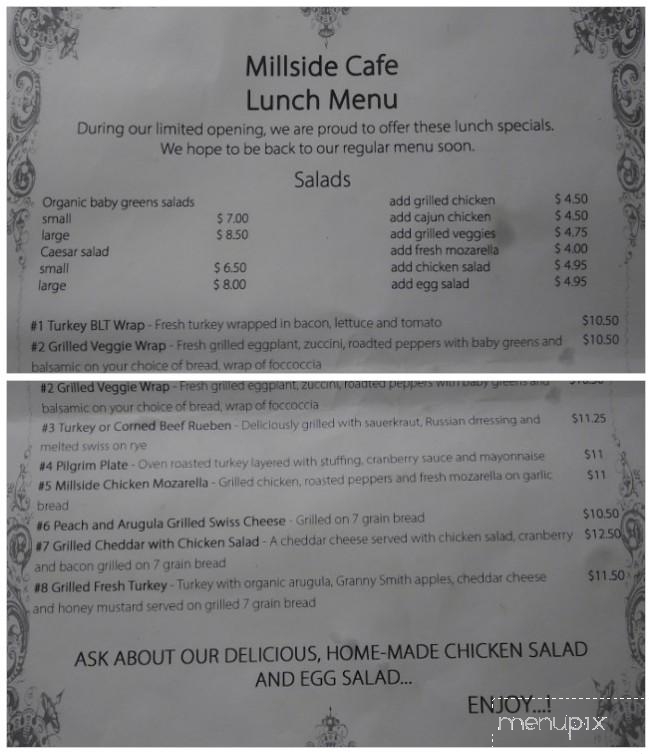 Millside Cafe
Lunch Menu
During our limited opening, we are proud to offer these lunch specials.
We hope to be back to our regular menu soon.
Salads
Organic baby greens salads
small $ 7.00
large $ 8.50
Caesar salad
small $ 6.50
large $ 8.00
add grilled chicken $ 4.50
add cajun chicken $ 4.50
add grilled veggies $ 4.75
add fresh mozarella $ 4.00
add chicken salad $ 4.95
add egg salad $ 4.95
#1 Turkey BLT Wrap - Fresh turkey wrapped in bacon, lettuce and tomato $10.50
#2 Grilled Veggie Wrap - Fresh grilled eggplant, zuccini, roadted peppers with baby greens and $10.50
balsamic on your choice of bread, wrap of foccoccia
#2 Grilled Veggie Wrap - Fresh grilled eggplant, zuccini, roadted peppers with baby greens and $10.50
balsamic on your choice of bread, wrap of foccoccia
#3 Turkey or Corned Beef Rueben - Deliciously grilled with sauerkraut, Russian drressing and $11.25
melted swiss on rye
#4 Pilgrim Plate - Oven roasted turkey layered with stuffing, cranberry sauce and mayonnaise $11
#5 Millside Chicken Mozarella - Grilled chicken, roasted peppers and fresh mozarella on garlic $11
bread
#6 Peach and Arugula Grilled Swiss Cheese - Grilled on 7 grain bread $10.50
#7 Grilled Cheddar with Chicken Salad - A cheddar cheese served with chicken salad, cranberry $12.50
and bacon grilled on 7 grain bread
#8 Grilled Fresh Turkey - Turkey with organic arugula, Granny Smith apples, cheddar cheese $11.50
and honey mustard served on grilled 7 grain bread
ASK ABOUT OUR DELICIOUS, HOME-MADE CHICKEN SALAD
AND EGG SALAD...
ENJOY...!
menupix